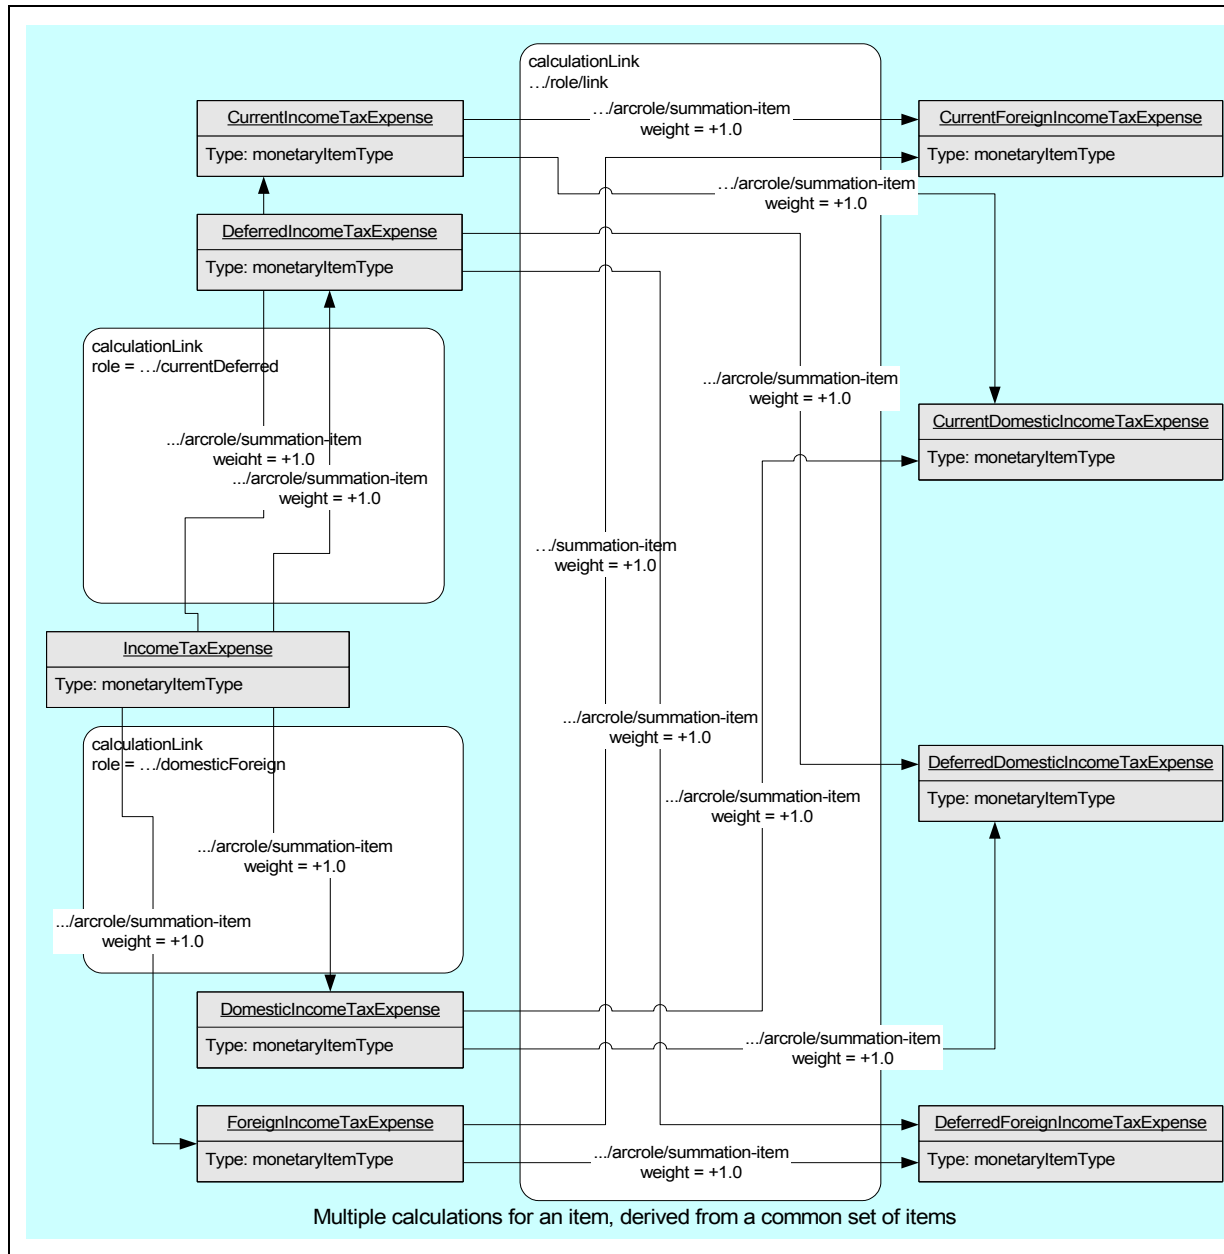 calculationLink
…/role/link
CurrentIncomeTaxExpense
Type: monetaryItemType
…/arcrole/summation-item
weight = +1.0
CurrentForeignIncomeTaxExpense
Type: monetaryItemType
…/arcrole/summation-item
weight = +1.0
DeferredIncomeTaxExpense
Type: monetaryItemType
calculationLink
role = …/currentDeferred
.../arcrole/summation-item
weight = +1.0
.../arcrole/summation-item
weight = +1.0
.../arcrole/summation-item
weight = +1.0
CurrentDomesticIncomeTaxExpense
Type: monetaryItemType
…/summation-item
weight = +1.0
IncomeTaxExpense
Type: monetaryItemType
.../arcrole/summation-item
weight = +1.0
calculationLink
role = …/domesticForeign
DeferredDomesticIncomeTaxExpense
Type: monetaryItemType
.../arcrole/summation-item
weight = +1.0
.../arcrole/summation-item
weight = +1.0
.../arcrole/summation-item
weight = +1.0
DomesticIncomeTaxExpense
Type: monetaryItemType
.../arcrole/summation-item
weight = +1.0
ForeignIncomeTaxExpense
Type: monetaryItemType
…/arcrole/summation-item
weight = +1.0
DeferredForeignIncomeTaxExpense
Type: monetaryItemType
Multiple calculations for an item, derived from a common set of items